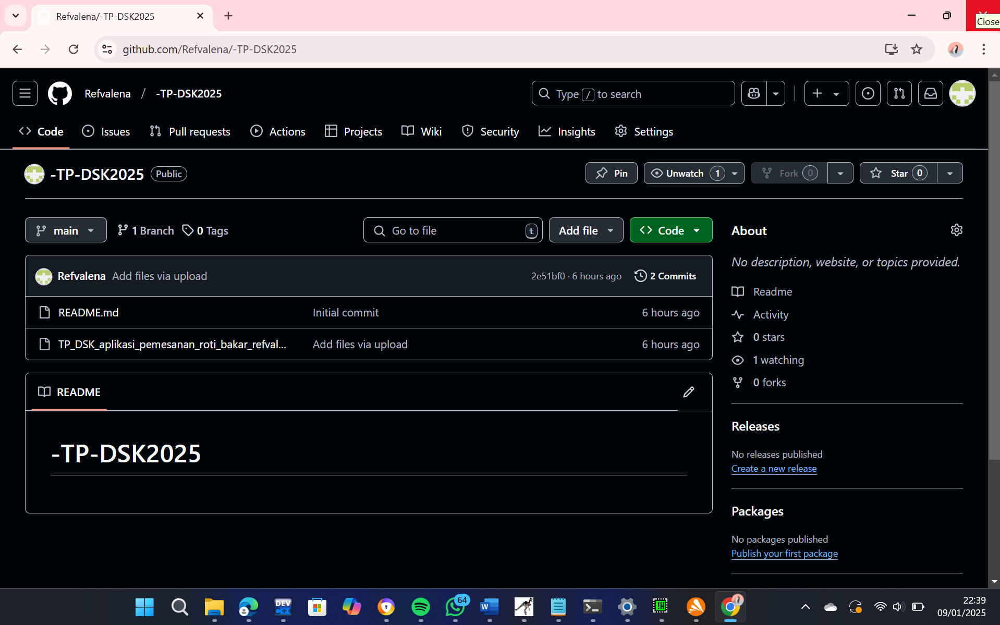 Refvalena/-TP-DSK2025
Close
github.com/Refvalena/-TP-DSK2025
Refvalena / -TP-DSK2025
Type / to search
Code Issues Pull requests Actions Projects Wiki Security Insights Settings
-TP-DSK2025 Public
Pin Unwatch 1 Fork 0 Star 0
main 1 Branch 0 Tags Go to file t Add file Code
Refvalena Add files via upload 2e51bf0 · 6 hours ago 2 Commits
README.md Initial commit 6 hours ago
TP_DSK_aplikasi_pemesanan_roti_bakar_refval... Add files via upload 6 hours ago
README
-TP-DSK2025
About
No description, website, or topics provided.
Readme
Activity
0 stars
1 watching
0 forks
Releases
No releases published
Create a new release
Packages
No packages published
Publish your first package
DEV
C++
64
W
22:39
09/01/2025